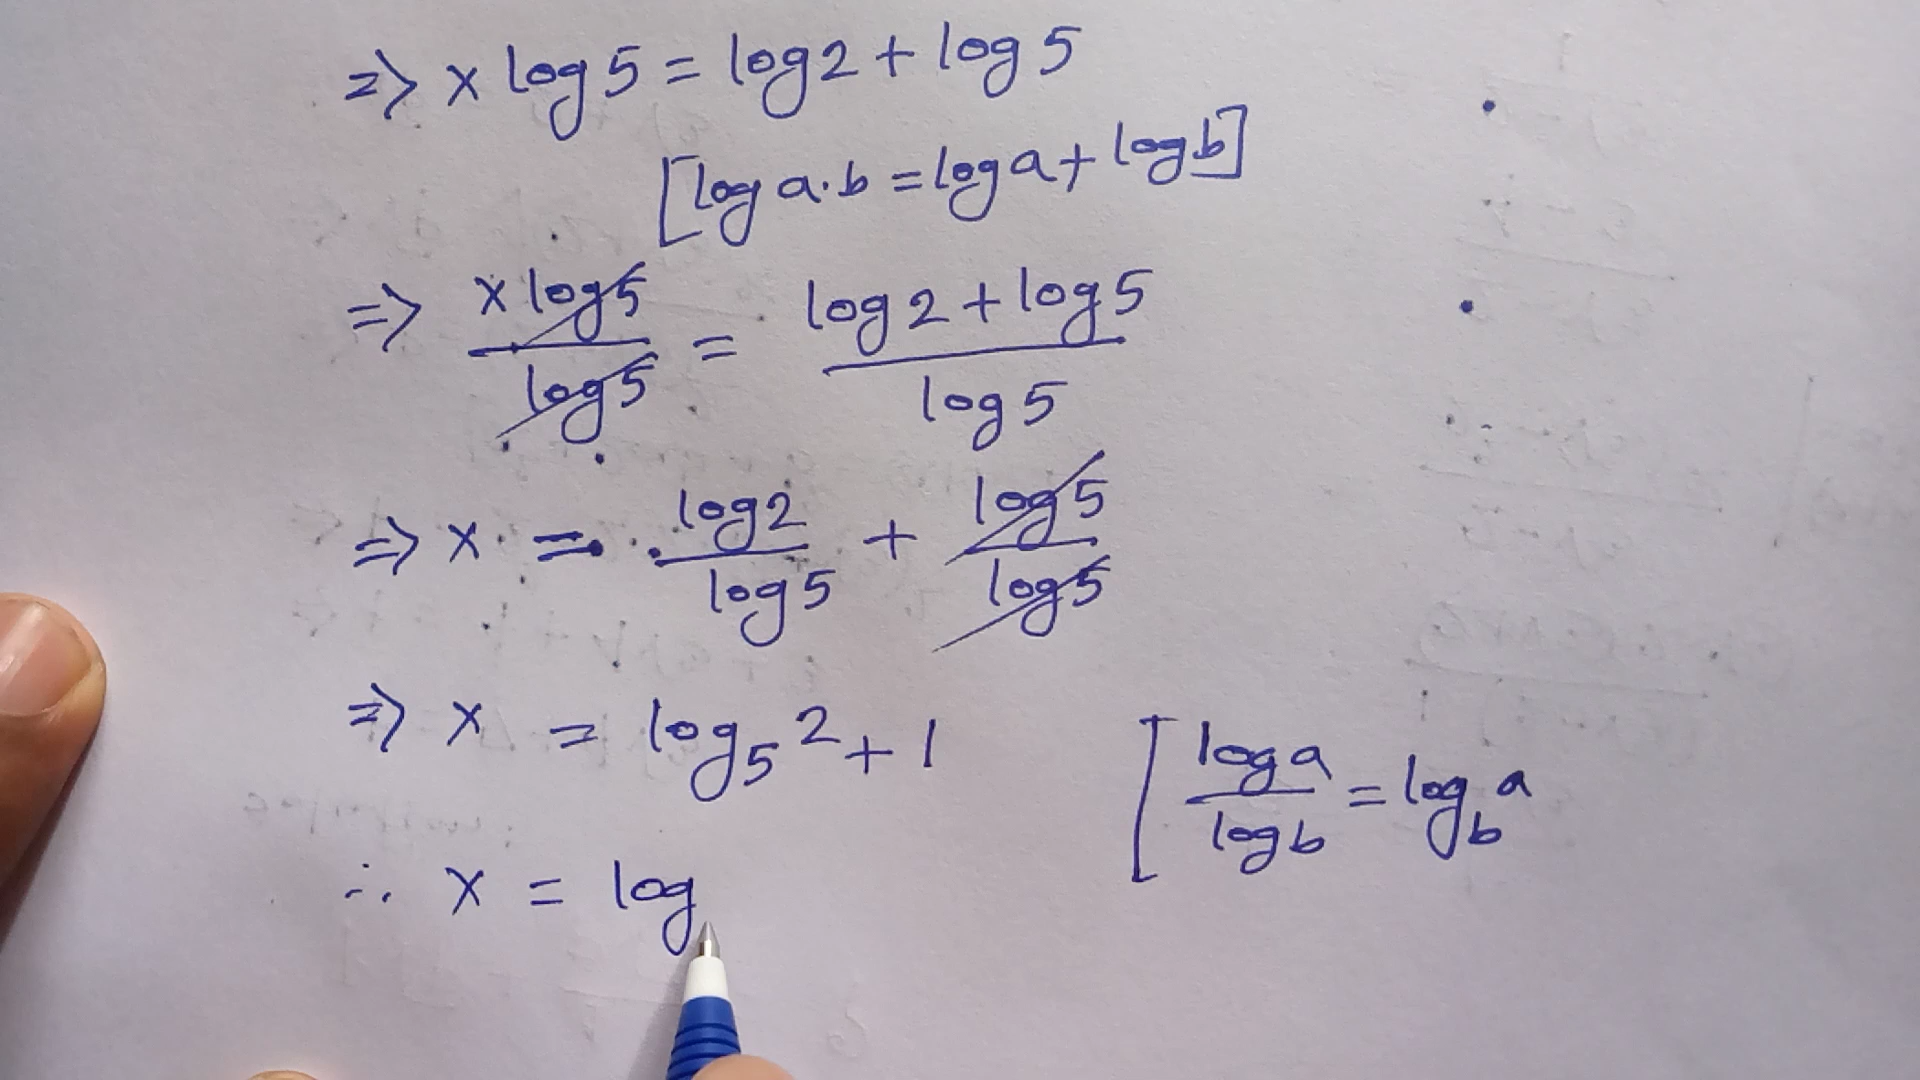 => x log 5 = log 2 + log 5
[log a.b = log a + log b]
=> x log 5 / log 5 = log 2 + log 5 / log 5
=> x = log 2 / log 5 + log 5 / log 5
=> x = log₅ 2 + 1 [log a / log b = log_b a
∴ x = log